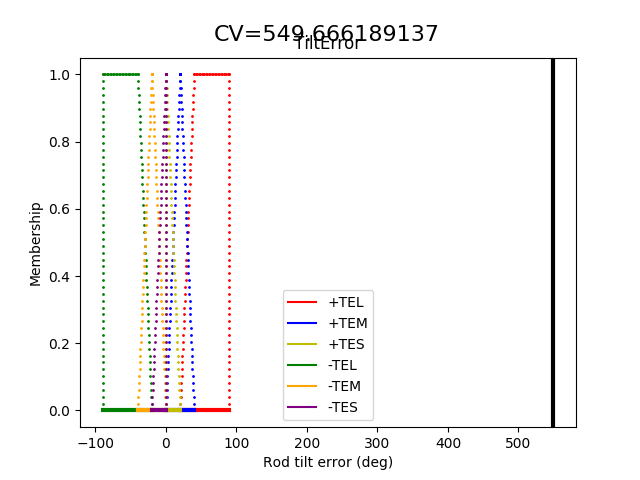 CV=549.666189137
TiltError
1.0
0.8
0.6
0.4
0.2
0.0
Membership
+TEL
+TEM
+TES
-TEL
-TEM
-TES
−100
0
100
200
300
400
500
Rod tilt error (deg)